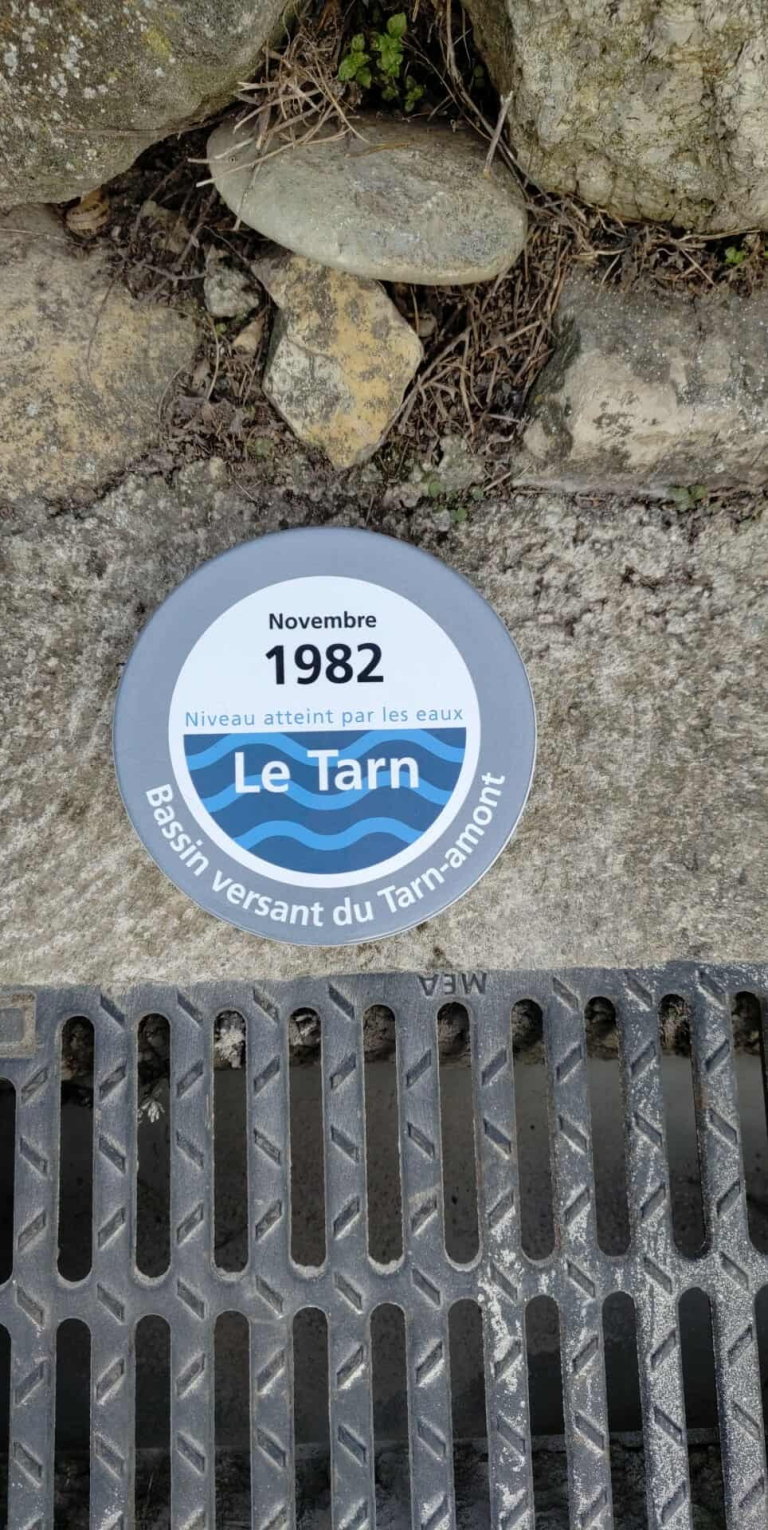 Novembre
1982
Niveau atteint par les eaux
Le Tarn
Bassin versant du Tarn-amont
MEA